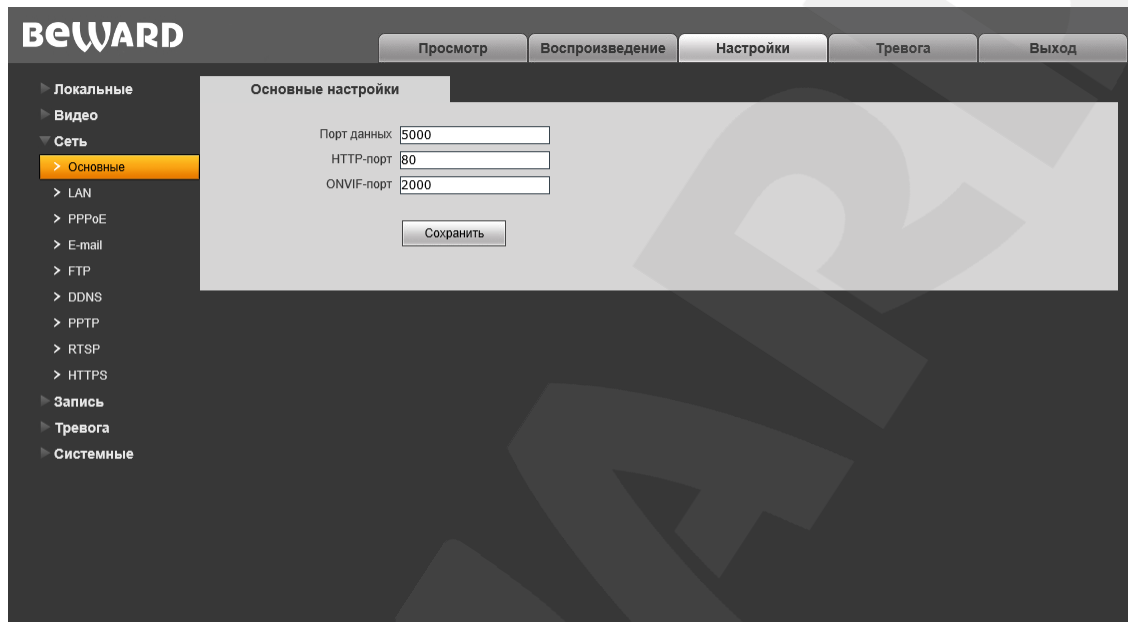 BEWARD
Просмотр
Воспроизведение
Настройки
Тревога
Выход
Локальные
Видео
Сеть
> Основные
> LAN
> PPPoE
> E-mail
> FTP
> DDNS
> PPTP
> RTSP
> HTTPS
Запись
Тревога
Системные
Основные настройки
Порт данных 5000
HTTP-порт 80
ONVIF-порт 2000
Сохранить